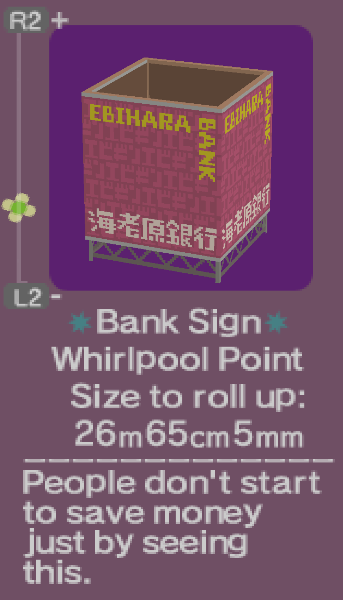 R2 +
EBIHARA
BANK
EBIHARA
BANK
海老原銀行
海老原銀行
L2 -
Bank Sign
Whirlpool Point
Size to roll up:
26m65cm5mm
People don't start
to save money
just by seeing
this.